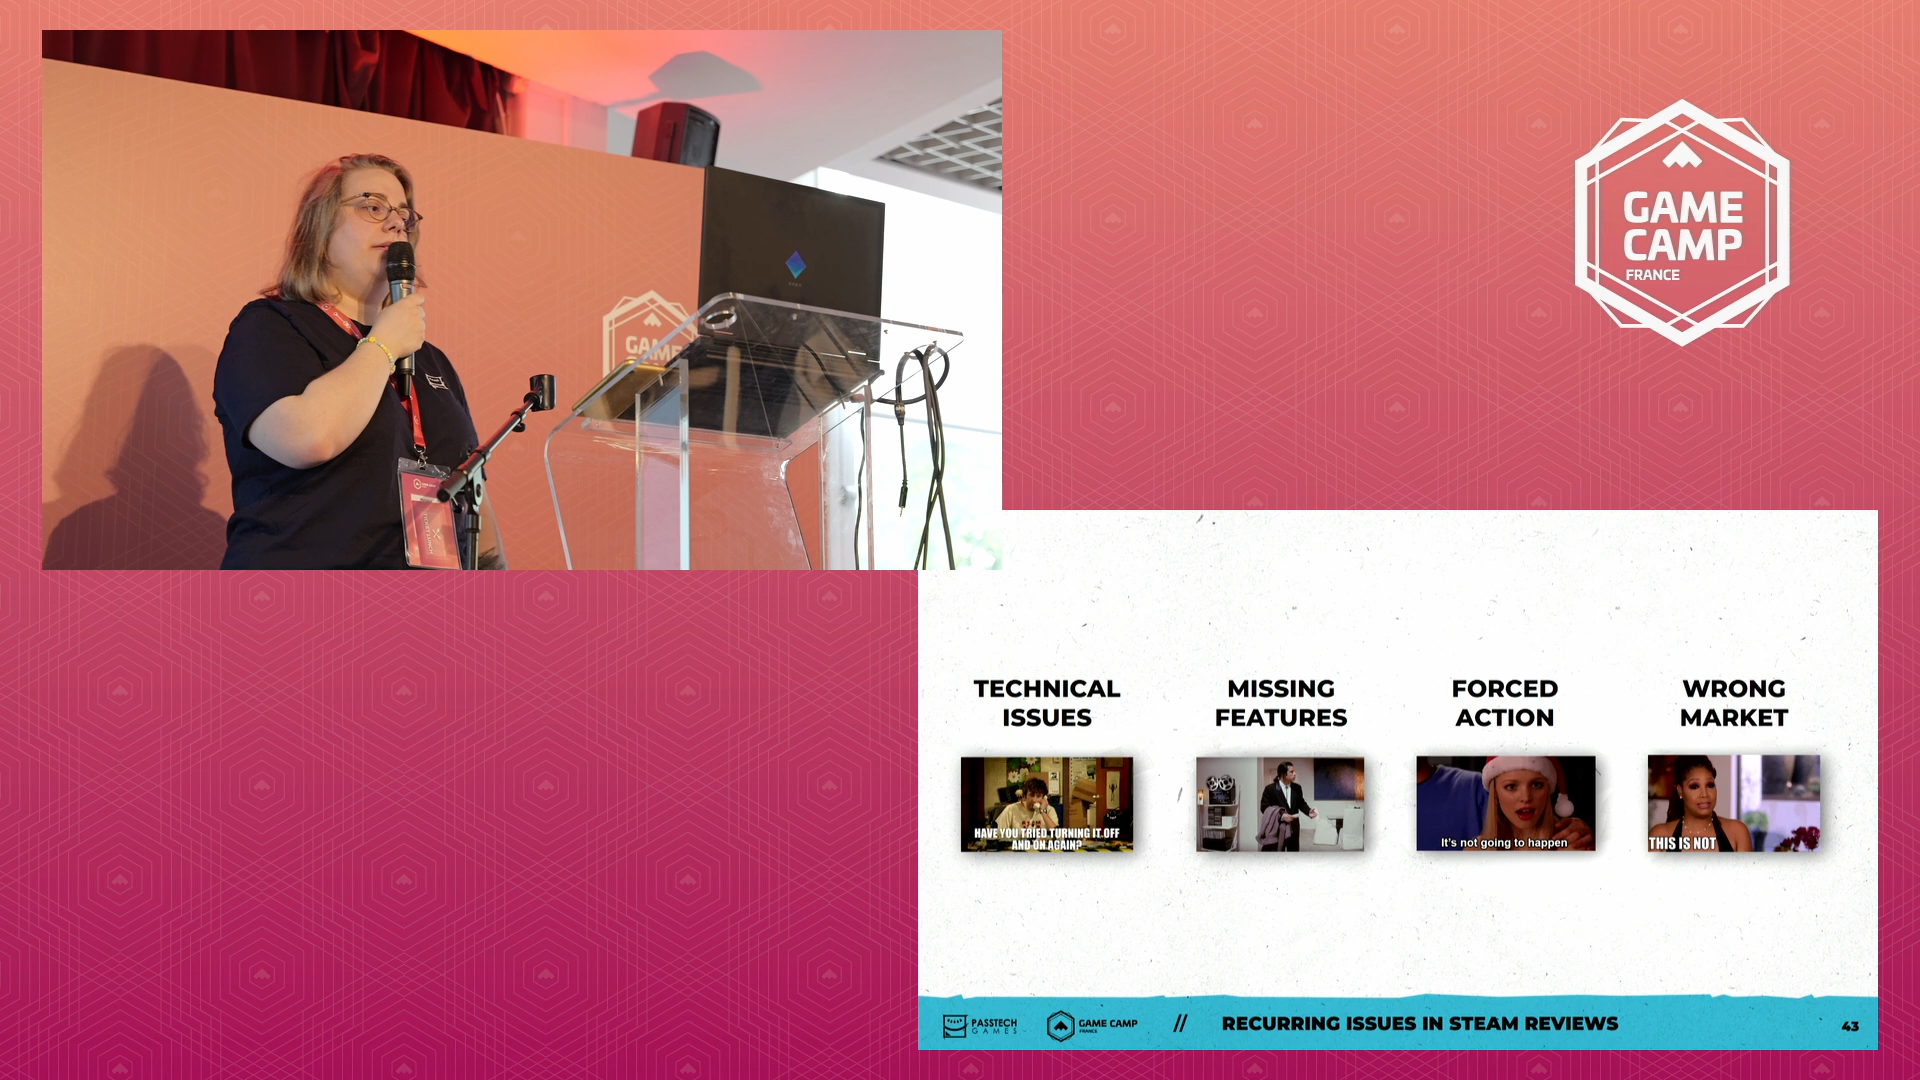 GAME
CAMP
FRANCE
GAME
TECHNICAL
ISSUES
MISSING
FEATURES
FORCED
ACTION
WRONG
MARKET
HAVE YOU TRIED TURNING IT OFF
AND ON AGAIN?
It's not going to happen
THIS IS NOT
PASSTECH
GAMES
GAME CAMP
FRANCE
// RECURRING ISSUES IN STEAM REVIEWS
43